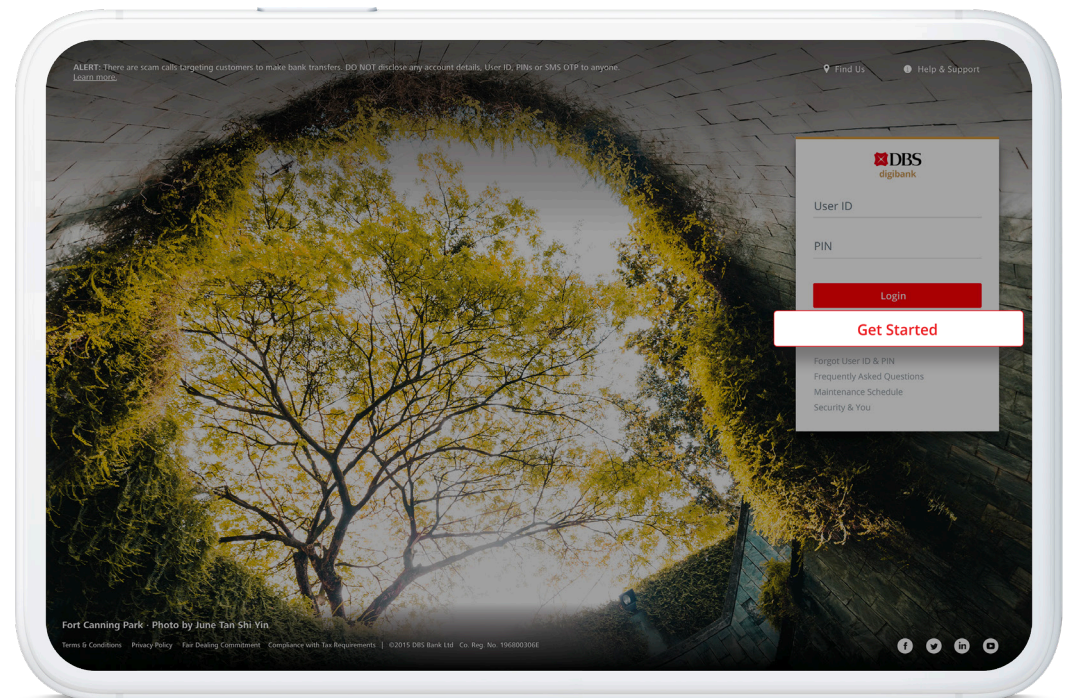 ALERT: There are scam calls targeting customers to make bank transfers. DO NOT disclose any account details, User ID, PINs or SMS OTP to anyone.
Learn more.
Find Us
Help & Support
DBS
digibank
User ID
PIN
Login
Get Started
Forgot User ID & PIN
Frequently Asked Questions
Maintenance Schedule
Security & You
Fort Canning Park - Photo by June Tan Shi Yin
Terms & Conditions Privacy Policy Fair Dealing Commitment Compliance with Tax Requirements | ©2015 DBS Bank Ltd Co. Reg. No. 196800306E